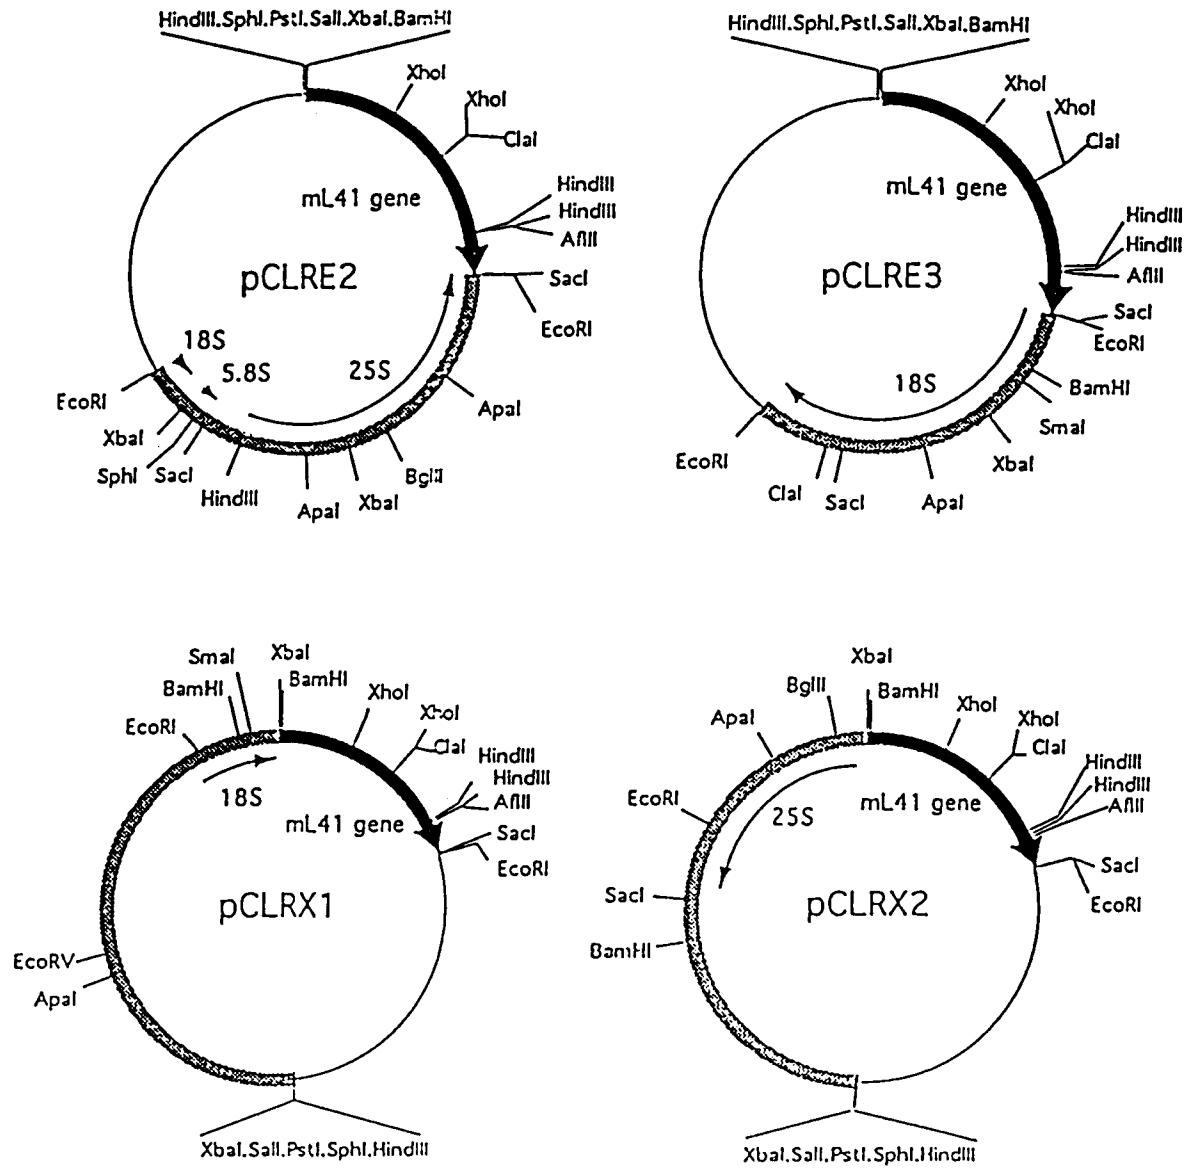 HindIII.SphI.PstI.SalI.XbaI.BamHI
XhoI
XhoI
ClaI
mL41 gene
HindIII
HindIII
AflII
pCLRE2
SacI
EcoRI
18S
5.8S
25S
EcoRI
ApaI
XbaI
SphI
SacI
HindIII
ApaI
XbaI
BglII
HindIII.SphI.PstI.SalI.XbaI.BamHI
XhoI
XhoI
ClaI
mL41 gene
HindIII
HindIII
AflII
pCLRE3
SacI
EcoRI
18S
BamHI
SmaI
EcoRI
XbaI
ClaI
SacI
ApaI
SmaI
XbaI
BamHI
BamHI
XhoI
EcoRI
XhoI
ClaI
HindIII
HindIII
AflII
18S
mL41 gene
SacI
EcoRI
pCLRX1
EcoRV
ApaI
XbaI.SalI.PstI.SphI.HindIII
XbaI
BglII
BamHI
XhoI
ApaI
XhoI
ClaI
HindIII
HindIII
AflII
EcoRI
25S
mL41 gene
SacI
SacI
EcoRI
pCLRX2
BamHI
XbaI.SalI.PstI.SphI.HindIII